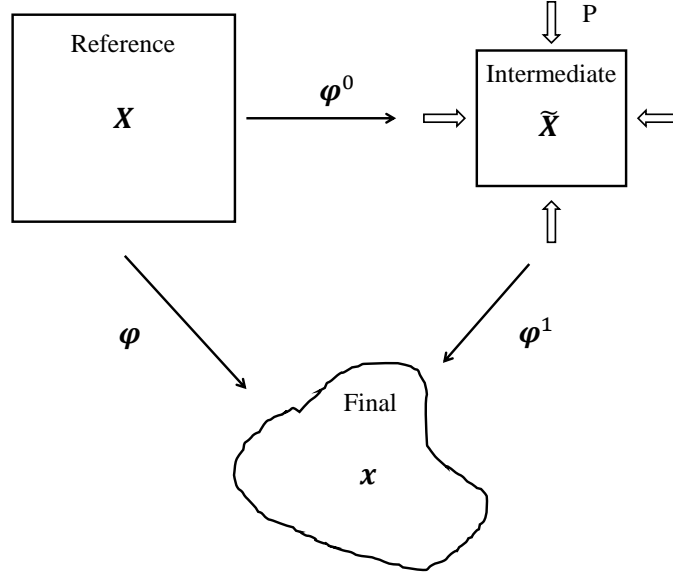 P
Reference
Intermediate
𝝋⁰
𝑿
𝑿̃
𝝋
𝝋¹
Final
𝒙